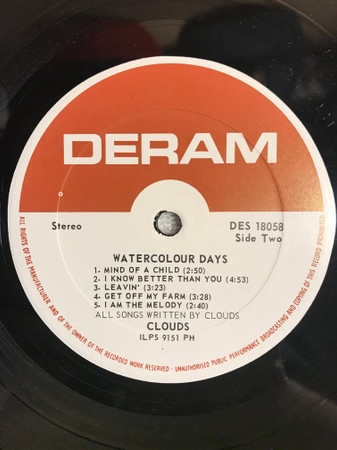 DERAM
Stereo
DES 18058
Side Two
WATERCOLOUR DAYS
1- MIND OF A CHILD (2:50)
2- I KNOW BETTER THAN YOU (4:53)
3- LEAVIN' (3:23)
4- GET OFF MY FARM (3:28)
5- I AM THE MELODY (2:40)
ALL SONGS WRITTEN BY CLOUDS
CLOUDS
ILPS 9151 PH
ALL RIGHTS OF THE MANUFACTURER AND OF THE OWNER OF THE RECORDED WORK RESERVED - UNAUTHORISED PUBLIC PERFORMANCE BROADCASTING AND COPYING OF THIS RECORD PROHIBITED